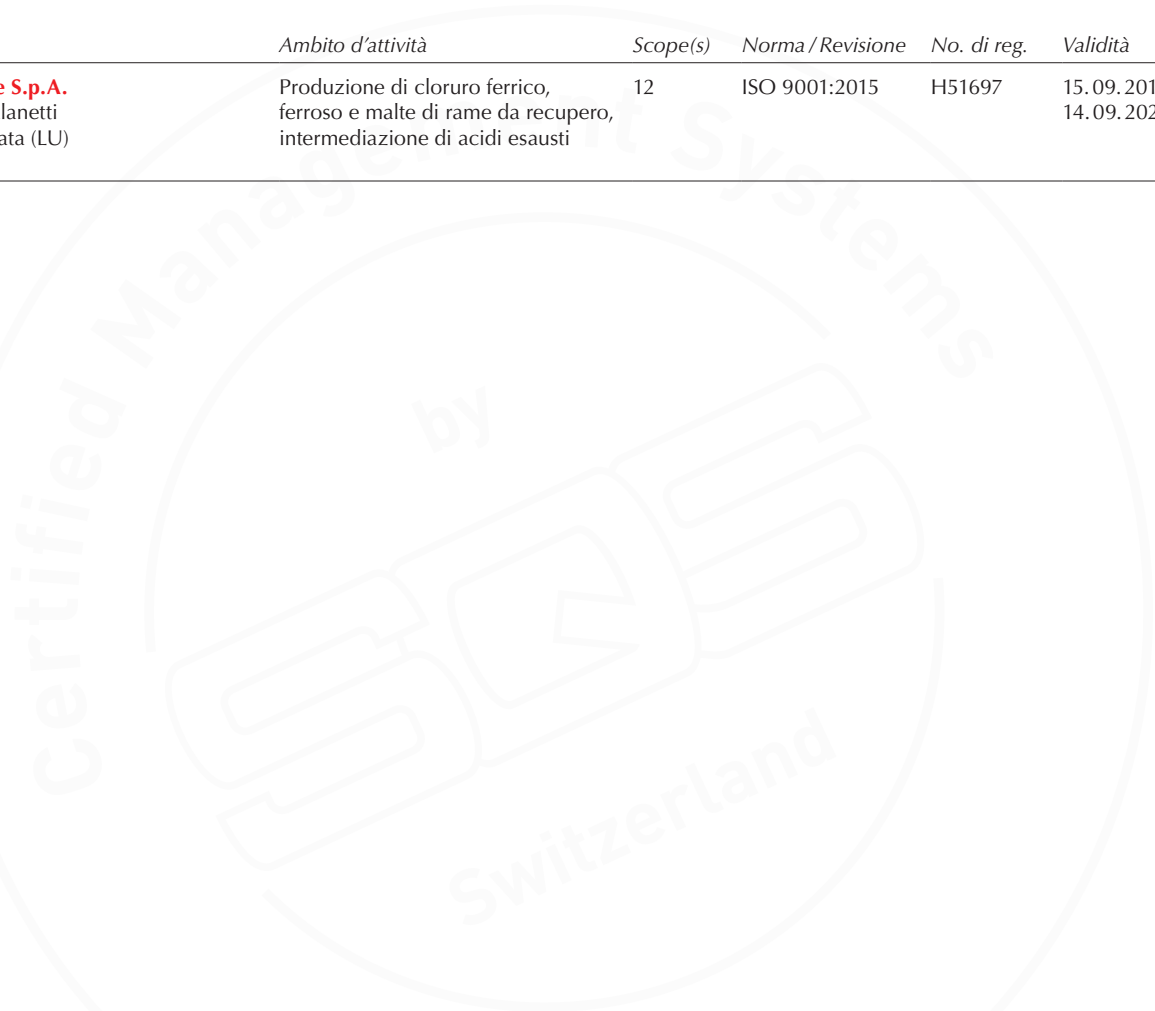 Ambito d'attività Scope(s) Norma / Revisione No. di reg. Validità
e S.p.A. Produzione di cloruro ferrico, 12 ISO 9001:2015 H51697 15. 09. 201
lanetti ferroso e malte di rame da recupero, 14. 09. 202
ata (LU) intermediazione di acidi esausti
Certified Management Systems
by
SQS
Switzerland